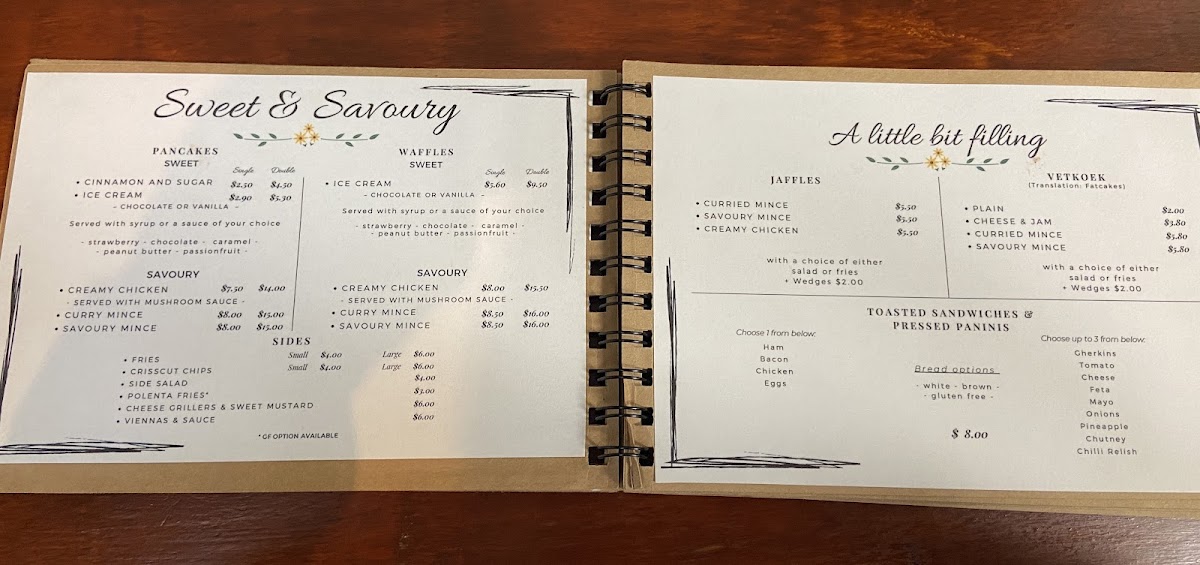 Sweet & Savoury
PANCAKES
SWEET
Single Double
• CINNAMON AND SUGAR $2.50 $4.50
• ICE CREAM $2.90 $5.30
- CHOCOLATE OR VANILLA -
Served with syrup or a sauce of your choice
- strawberry - chocolate - caramel -
- peanut butter - passionfruit -
SAVOURY
• CREAMY CHICKEN $7.50 $14.00
- SERVED WITH MUSHROOM SAUCE -
• CURRY MINCE $8.00 $15.00
• SAVOURY MINCE $8.00 $15.00
WAFFLES
SWEET
Single Double
• ICE CREAM $5.60 $9.50
- CHOCOLATE OR VANILLA -
Served with syrup or a sauce of your choice
- strawberry - chocolate - caramel -
- peanut butter - passionfruit -
SAVOURY
• CREAMY CHICKEN $8.00 $15.50
- SERVED WITH MUSHROOM SAUCE -
• CURRY MINCE $8.50 $16.00
• SAVOURY MINCE $8.50 $16.00
SIDES
• FRIES Small $4.00 Large $6.00
• CRISSCUT CHIPS Small $4.00 Large $6.00
• SIDE SALAD $4.00
• POLENTA FRIES* $3.00
• CHEESE GRILLERS & SWEET MUSTARD $6.00
• VIENNAS & SAUCE $6.00
* GF OPTION AVAILABLE
A little bit filling
JAFFLES
• CURRIED MINCE $5.50
• SAVOURY MINCE $5.50
• CREAMY CHICKEN $5.50
with a choice of either
salad or fries
+ Wedges $2.00
VETKOEK
(Translation: Fatcakes)
• PLAIN $2.00
• CHEESE & JAM $3.80
• CURRIED MINCE $5.80
• SAVOURY MINCE $5.80
with a choice of either
salad or fries
+ Wedges $2.00
TOASTED SANDWICHES &
PRESSED PANINIS
Choose 1 from below:
Ham
Bacon
Chicken
Eggs
Bread options
- white - brown -
- gluten free -
$ 8.00
Choose up to 3 from below:
Gherkins
Tomato
Cheese
Feta
Mayo
Onions
Pineapple
Chutney
Chilli Relish